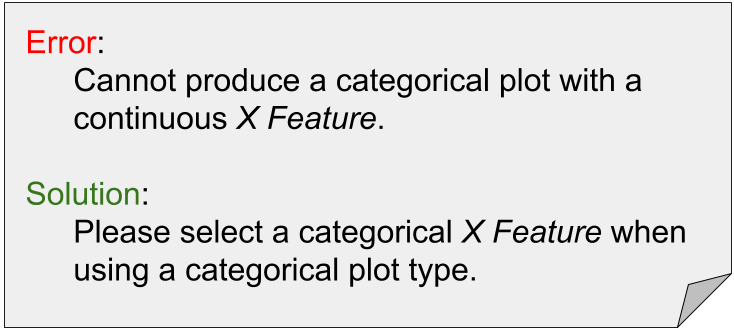 Error:
Cannot produce a categorical plot with a
continuous X Feature.
Solution:
Please select a categorical X Feature when
using a categorical plot type.